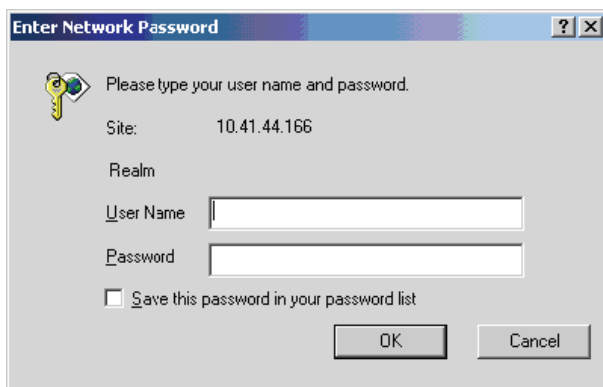 Enter Network Password
Please type your user name and password.
Site: 10.41.44.166
Realm
User Name
Password
Save this password in your password list
OK Cancel